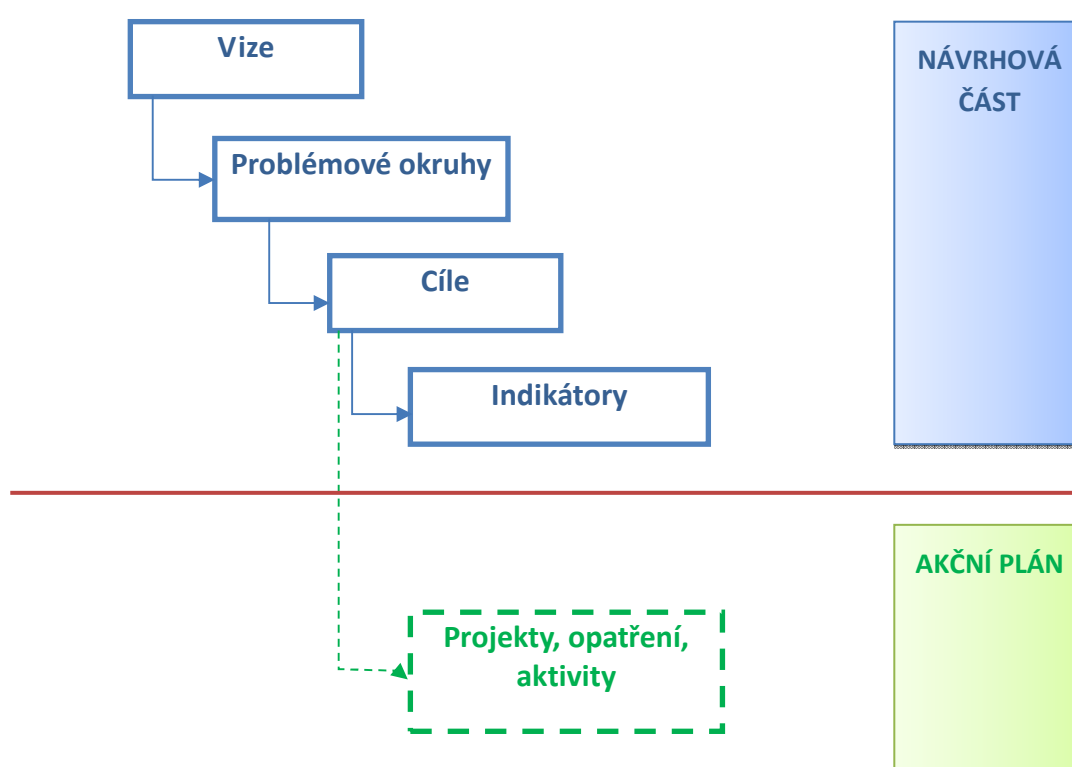 Vize
NÁVRHOVÁ
ČÁST
Problémové okruhy
Cíle
Indikátory
AKČNÍ PLÁN
Projekty, opatření,
aktivity